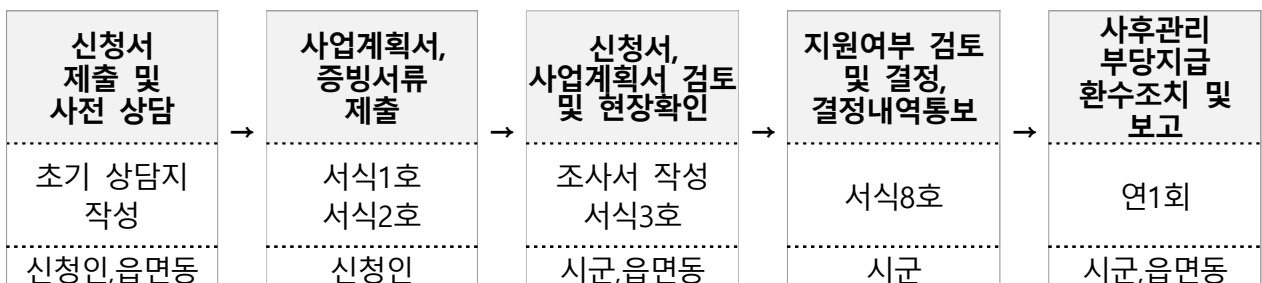 신청서
제출 및
사전 상담
초기 상담지
작성
신청인,읍면동
→
사업계획서,
증빙서류
제출
서식1호
서식2호
신청인
→
신청서,
사업계획서 검토
및 현장확인
조사서 작성
서식3호
시군,읍면동
→
지원여부 검토
및 결정,
결정내역통보
서식8호
시군
→
사후관리
부당지급
환수조치 및
보고
연1회
시군,읍면동